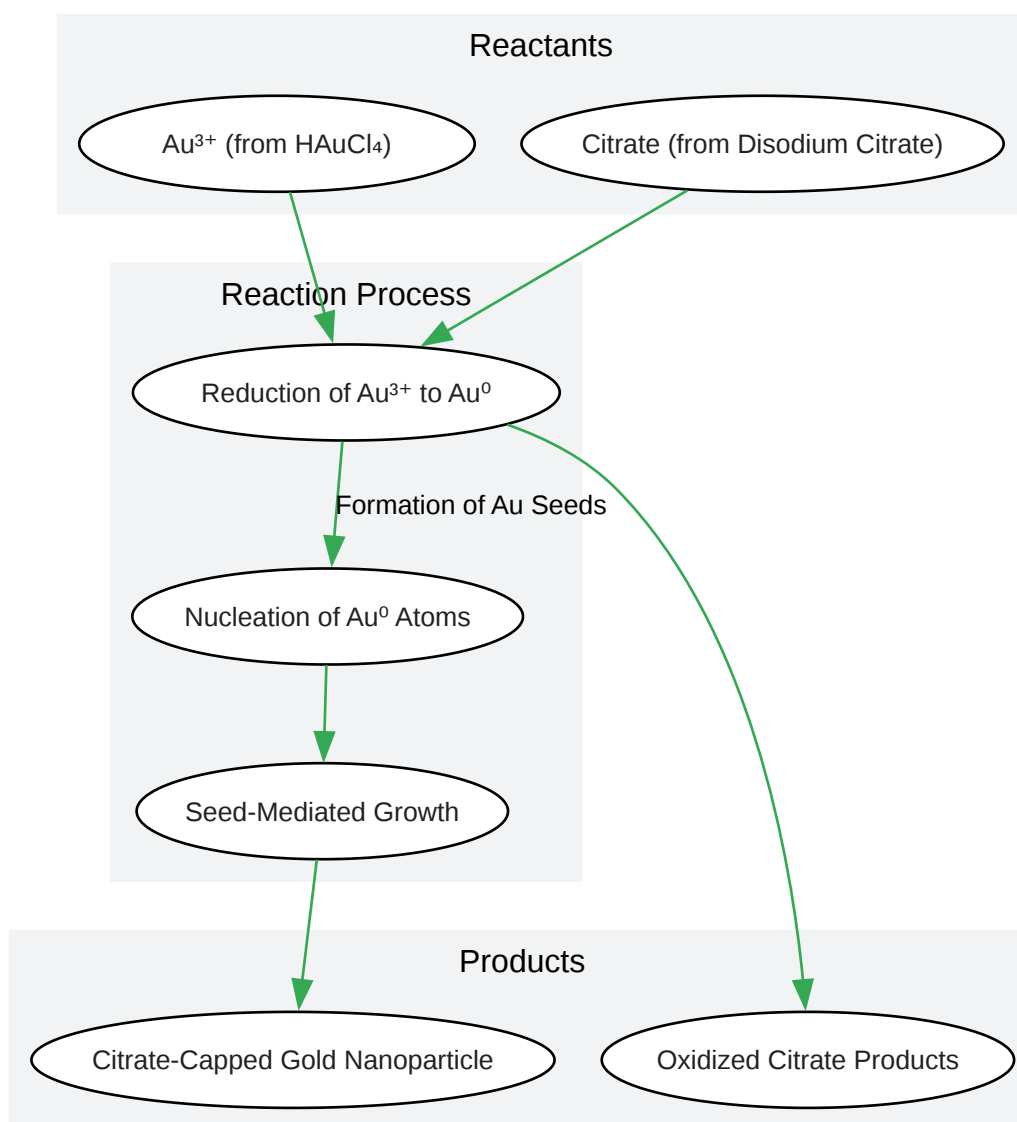 Reactants
Au³⁺ (from HAuCl₄)
Citrate (from Disodium Citrate)
Reaction Process
Reduction of Au³⁺ to Au⁰
Formation of Au Seeds
Nucleation of Au⁰ Atoms
Seed-Mediated Growth
Products
Citrate-Capped Gold Nanoparticle
Oxidized Citrate Products